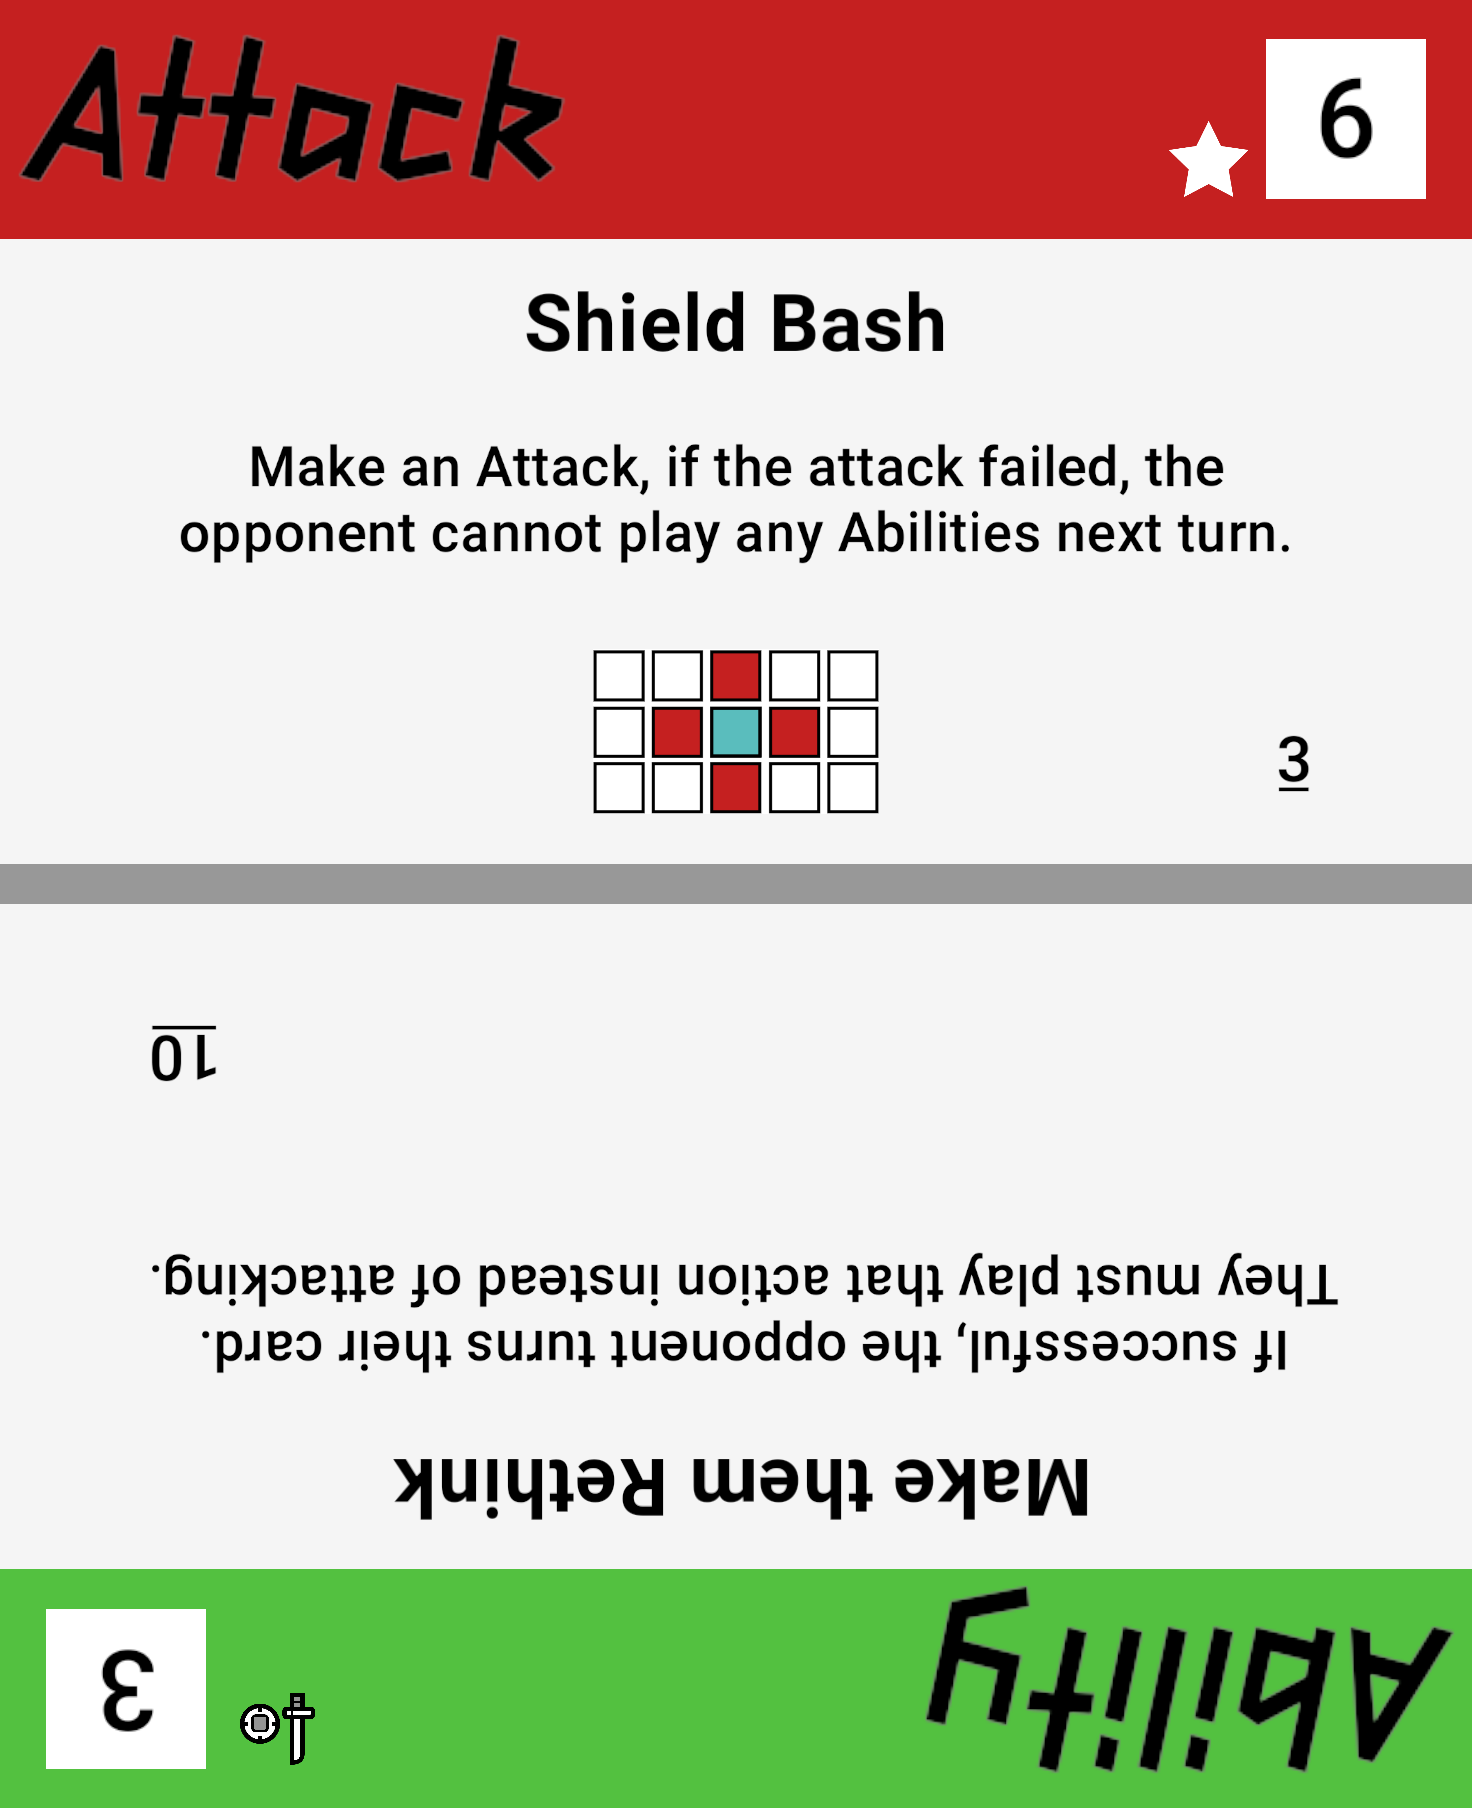 Attack
6
Shield Bash
Make an Attack, if the attack failed, the
opponent cannot play any Abilities next turn.
3
Ability
3
Make them Rethink
If successful, the opponent turns their card.
They must play that action instead of attacking.
10